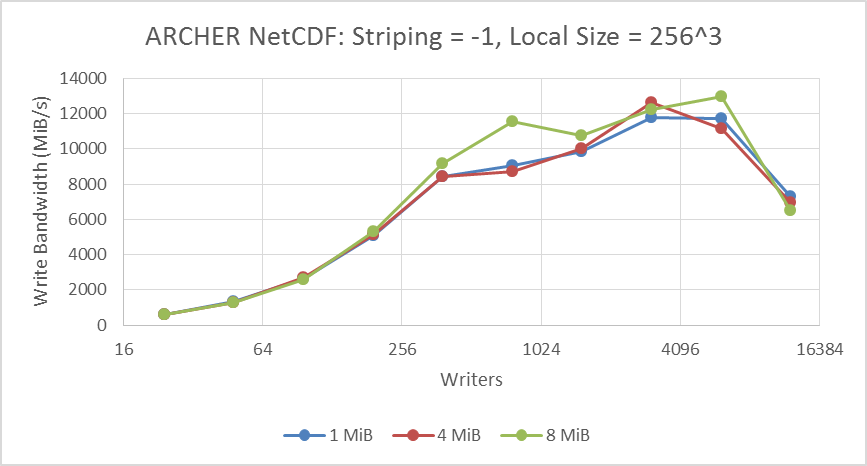 ARCHER NetCDF: Striping = -1, Local Size = 256^3
Write Bandwidth (MiB/s)
14000
12000
10000
8000
6000
4000
2000
0
16 64 256 1024 4096 16384
Writers
1 MiB 4 MiB 8 MiB